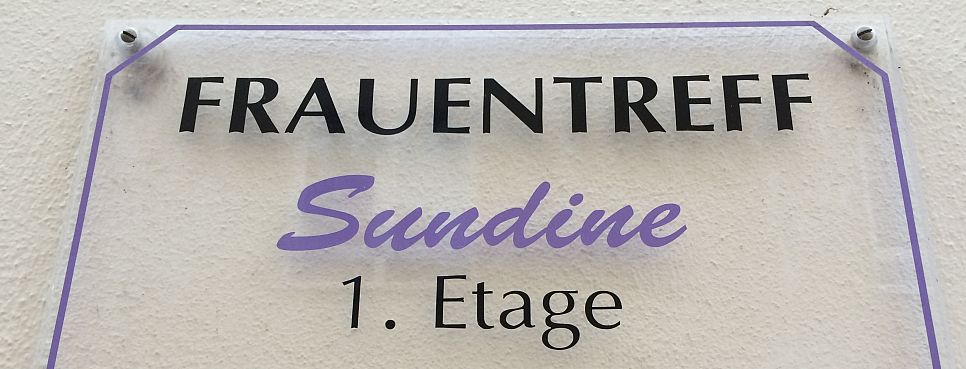 FRAUENTREFF
Sundine
1. Etage